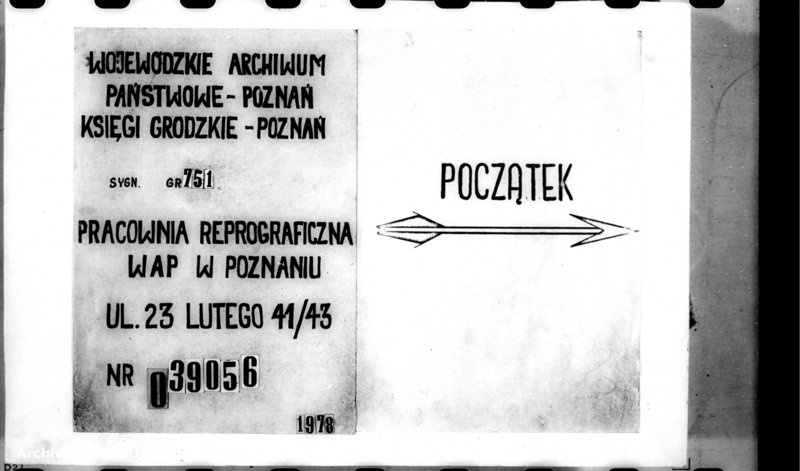 WOJEWÓDZKIE ARCHIWUM
PAŃSTWOWE - POZNAŃ
KSIĘGI GRODZKIE - POZNAŃ
SYGN. GR 751
PRACOWNIA REPROGRAFICZNA
WAP W POZNANIU
UL. 23 LUTEGO 41/43
NR 039056
1978
POCZĄTEK